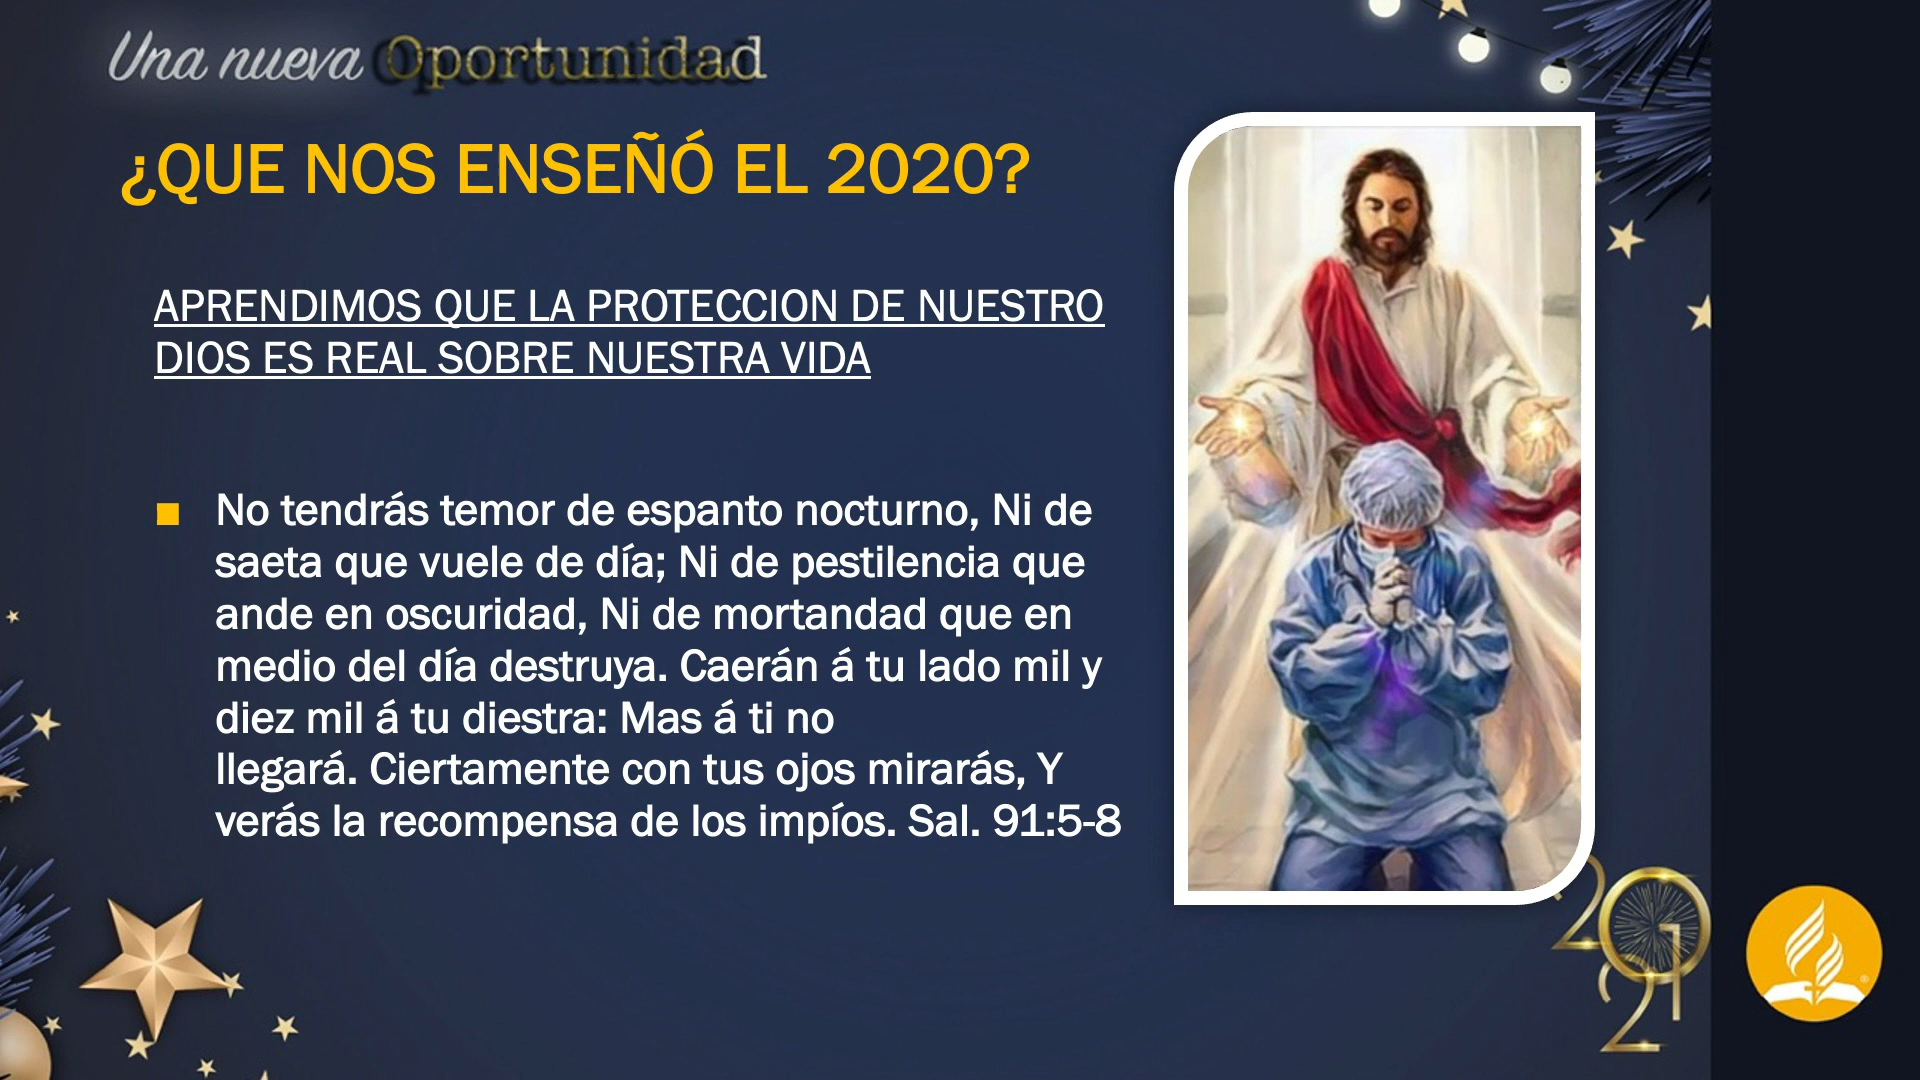 Una nueva Oportunidad
¿QUE NOS ENSEÑÓ EL 2020?
APRENDIMOS QUE LA PROTECCION DE NUESTRO
DIOS ES REAL SOBRE NUESTRA VIDA
■ No tendrás temor de espanto nocturno, Ni de
saeta que vuele de día; Ni de pestilencia que
ande en oscuridad, Ni de mortandad que en
medio del día destruya. Caerán á tu lado mil y
diez mil á tu diestra: Mas á ti no
llegará. Ciertamente con tus ojos mirarás, Y
verás la recompensa de los impíos. Sal. 91:5-8
20
21
®